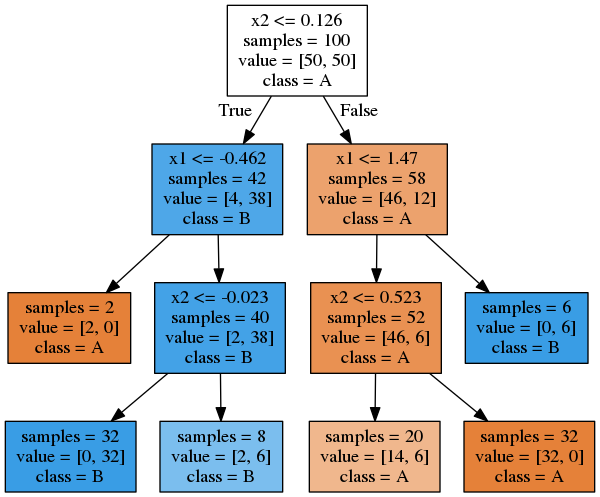 x2 <= 0.126
samples = 100
value = [50, 50]
class = A
True
False
x1 <= -0.462
samples = 42
value = [4, 38]
class = B
x1 <= 1.47
samples = 58
value = [46, 12]
class = A
samples = 2
value = [2, 0]
class = A
x2 <= -0.023
samples = 40
value = [2, 38]
class = B
x2 <= 0.523
samples = 52
value = [46, 6]
class = A
samples = 6
value = [0, 6]
class = B
samples = 32
value = [0, 32]
class = B
samples = 8
value = [2, 6]
class = B
samples = 20
value = [14, 6]
class = A
samples = 32
value = [32, 0]
class = A